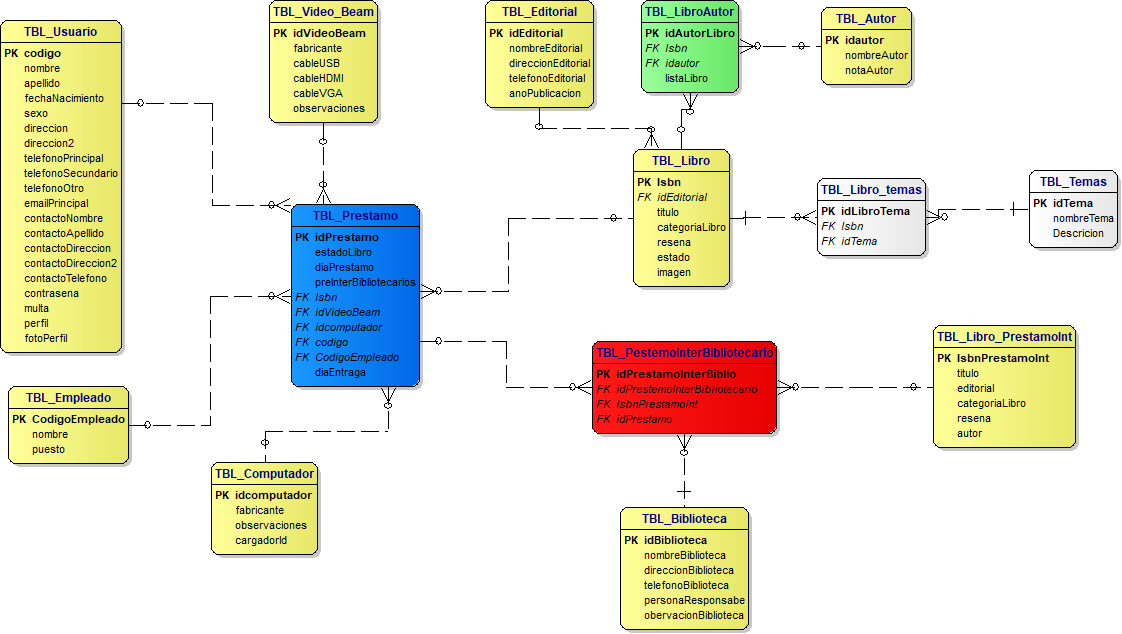 TBL_Usuario
PK codigo
nombre
apellido
fechaNacimiento
sexo
direccion
direccion2
telefonoPrincipal
telefonoSecundario
telefonoOtro
emailPrincipal
contactoNombre
contactoApellido
contactoDireccion
contactoDireccion2
contactoTelefono
contrasena
multa
perfil
fotoPerfil
TBL_Video_Beam
PK idVideoBeam
fabricante
cableUSB
cableHDMI
cableVGA
observaciones
TBL_Editorial
PK idEditorial
nombreEditorial
direccionEditorial
telefonoEditorial
anoPublicacion
TBL_LibroAutor
PK idAutorLibro
FK Isbn
FK idautor
listaLibro
TBL_Autor
PK idautor
nombreAutor
notaAutor
TBL_Libro
PK Isbn
FK idEditorial
titulo
categoriaLibro
resena
estado
imagen
TBL_Libro_temas
PK idLibroTema
FK Isbn
FK idTema
TBL_Temas
PK idTema
nombreTema
Descricion
TBL_Prestamo
PK idPrestamo
estadoLibro
diaPrestamo
preInterBibliotecarios
FK Isbn
FK idVideoBeam
FK idcomputador
FK codigo
FK CodigoEmpleado
diaEntraga
TBL_PestemoInterBibliotecario
PK idPrestamoInterBiblio
FK idPrestemoInterBibliotecario
FK IsbnPrestamoInt
FK idPrestamo
TBL_Libro_PrestamoInt
PK IsbnPrestamoInt
titulo
editorial
categoriaLibro
resena
autor
TBL_Empleado
PK CodigoEmpleado
nombre
puesto
TBL_Computador
PK idcomputador
fabricante
observaciones
cargadorId
TBL_Biblioteca
PK idBiblioteca
nombreBiblioteca
direccionBiblioteca
telefonoBiblioteca
personaResponsabe
obervacionBiblioteca